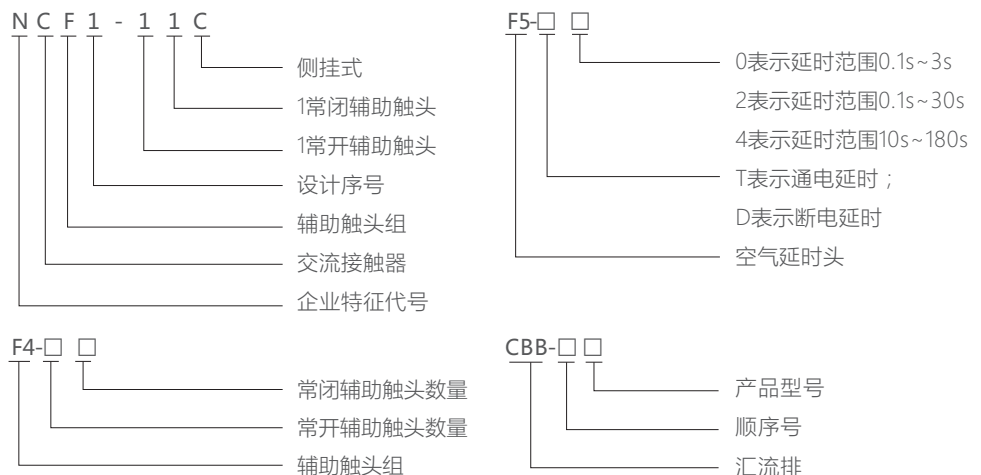 N C F 1 - 1 1 C
侧挂式
1常闭辅助触头
1常开辅助触头
设计序号
辅助触头组
交流接触器
企业特征代号
F5-□ □
0表示延时范围0.1s~3s
2表示延时范围0.1s~30s
4表示延时范围10s~180s
T表示通电延时；
D表示断电延时
空气延时头
F4-□ □
常闭辅助触头数量
常开辅助触头数量
辅助触头组
CBB-□ □
产品型号
顺序号
汇流排